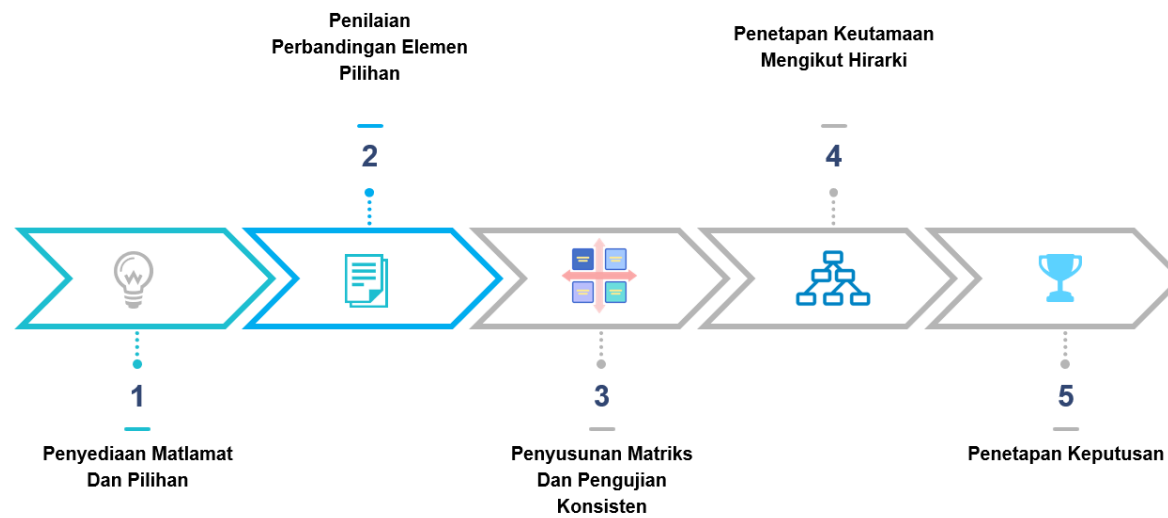 1
Penyediaan Matlamat
Dan Pilihan
Penilaian
Perbandingan Elemen
Pilihan
2
3
Penyusunan Matriks
Dan Pengujian
Konsisten
Penetapan Keutamaan
Mengikut Hirarki
4
5
Penetapan Keputusan